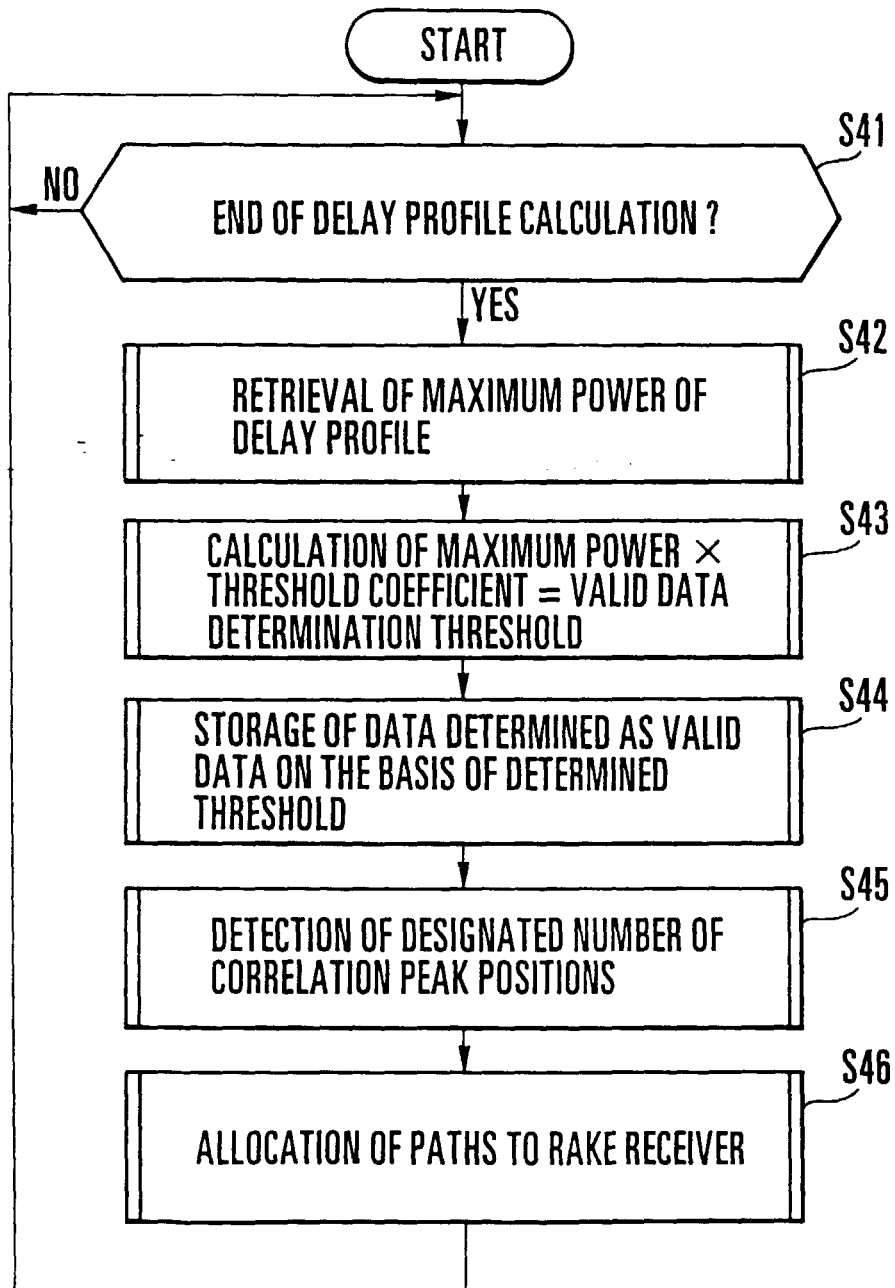 START
S41
NO
END OF DELAY PROFILE CALCULATION ?
YES
S42
RETRIEVAL OF MAXIMUM POWER OF
DELAY PROFILE
S43
CALCULATION OF MAXIMUM POWER ×
THRESHOLD COEFFICIENT = VALID DATA
DETERMINATION THRESHOLD
S44
STORAGE OF DATA DETERMINED AS VALID
DATA ON THE BASIS OF DETERMINED
THRESHOLD
S45
DETECTION OF DESIGNATED NUMBER OF
CORRELATION PEAK POSITIONS
S46
ALLOCATION OF PATHS TO RAKE RECEIVER